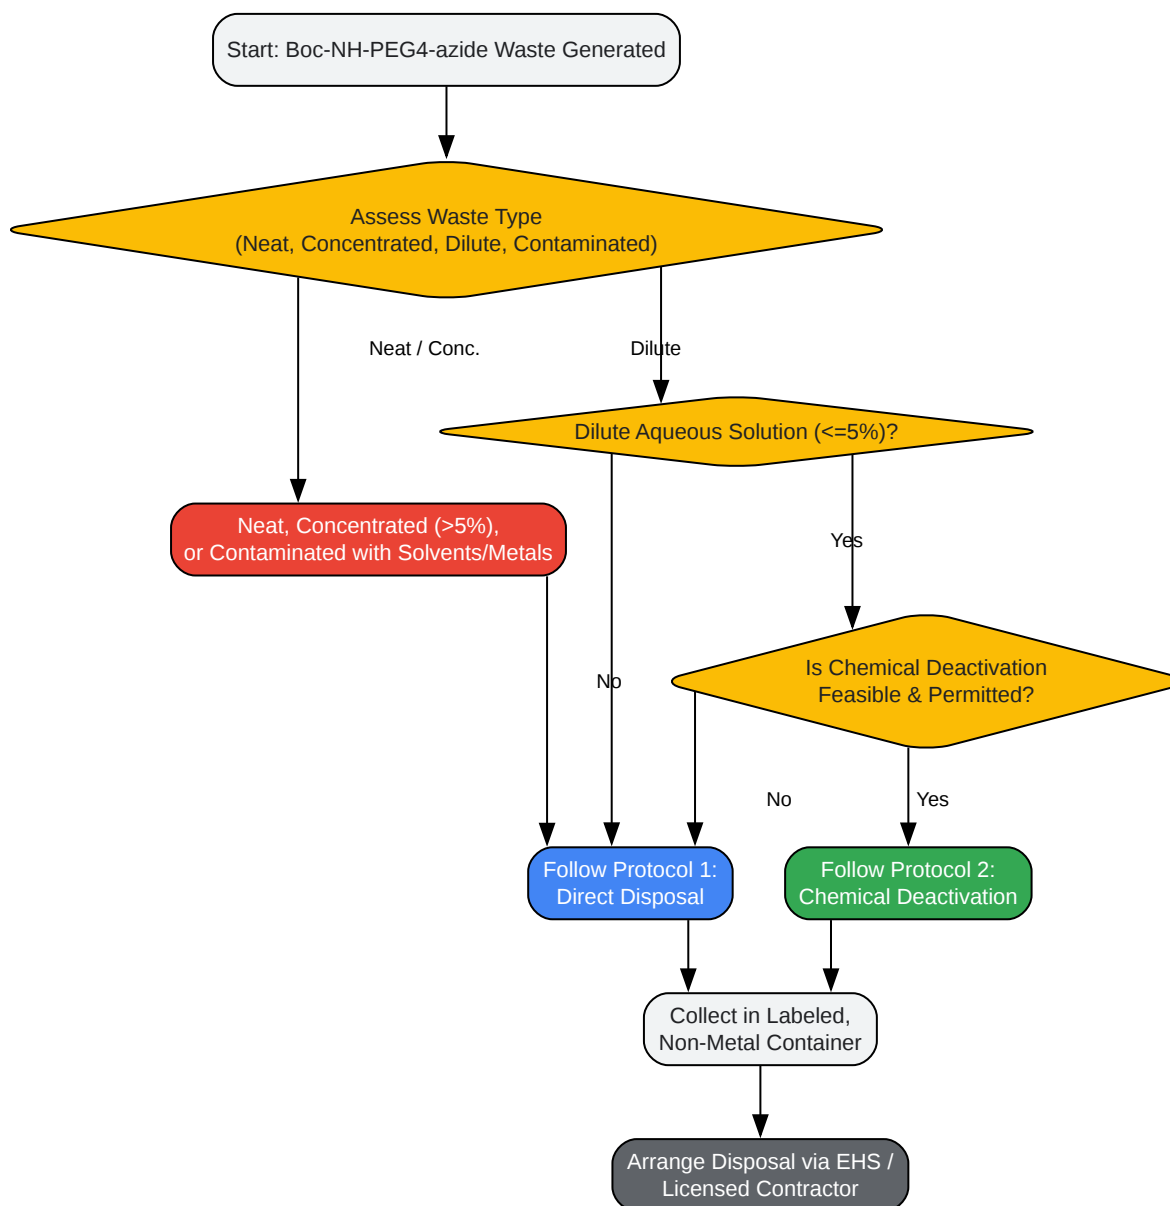 Start: Boc-NH-PEG4-azide Waste Generated
Assess Waste Type
(Neat, Concentrated, Dilute, Contaminated)
Neat / Conc.
Dilute
Dilute Aqueous Solution (<=5%)?
Neat, Concentrated (>5%),
or Contaminated with Solvents/Metals
Yes
Is Chemical Deactivation
Feasible & Permitted?
No
No
Yes
Follow Protocol 1:
Direct Disposal
Follow Protocol 2:
Chemical Deactivation
Collect in Labeled,
Non-Metal Container
Arrange Disposal via EHS /
Licensed Contractor